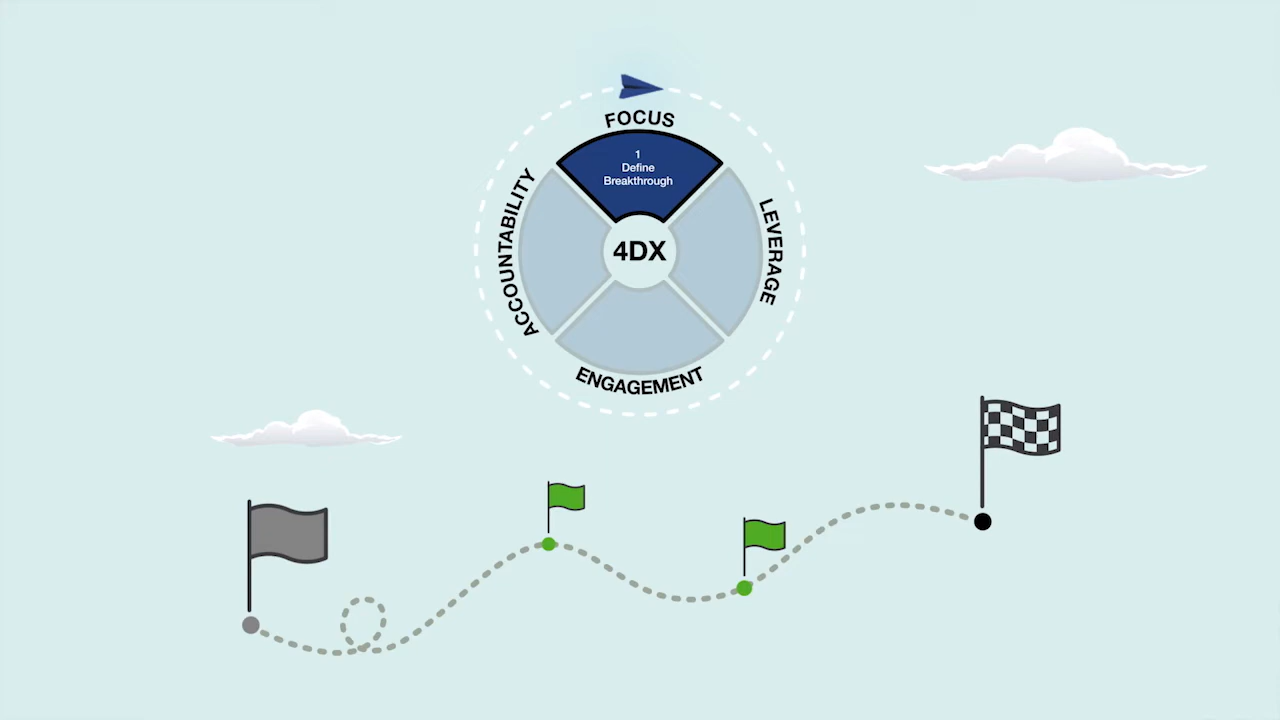 FOCUS
1
Define
Breakthrough
ACCOUNTABILITY
4DX
LEVERAGE
ENGAGEMENT